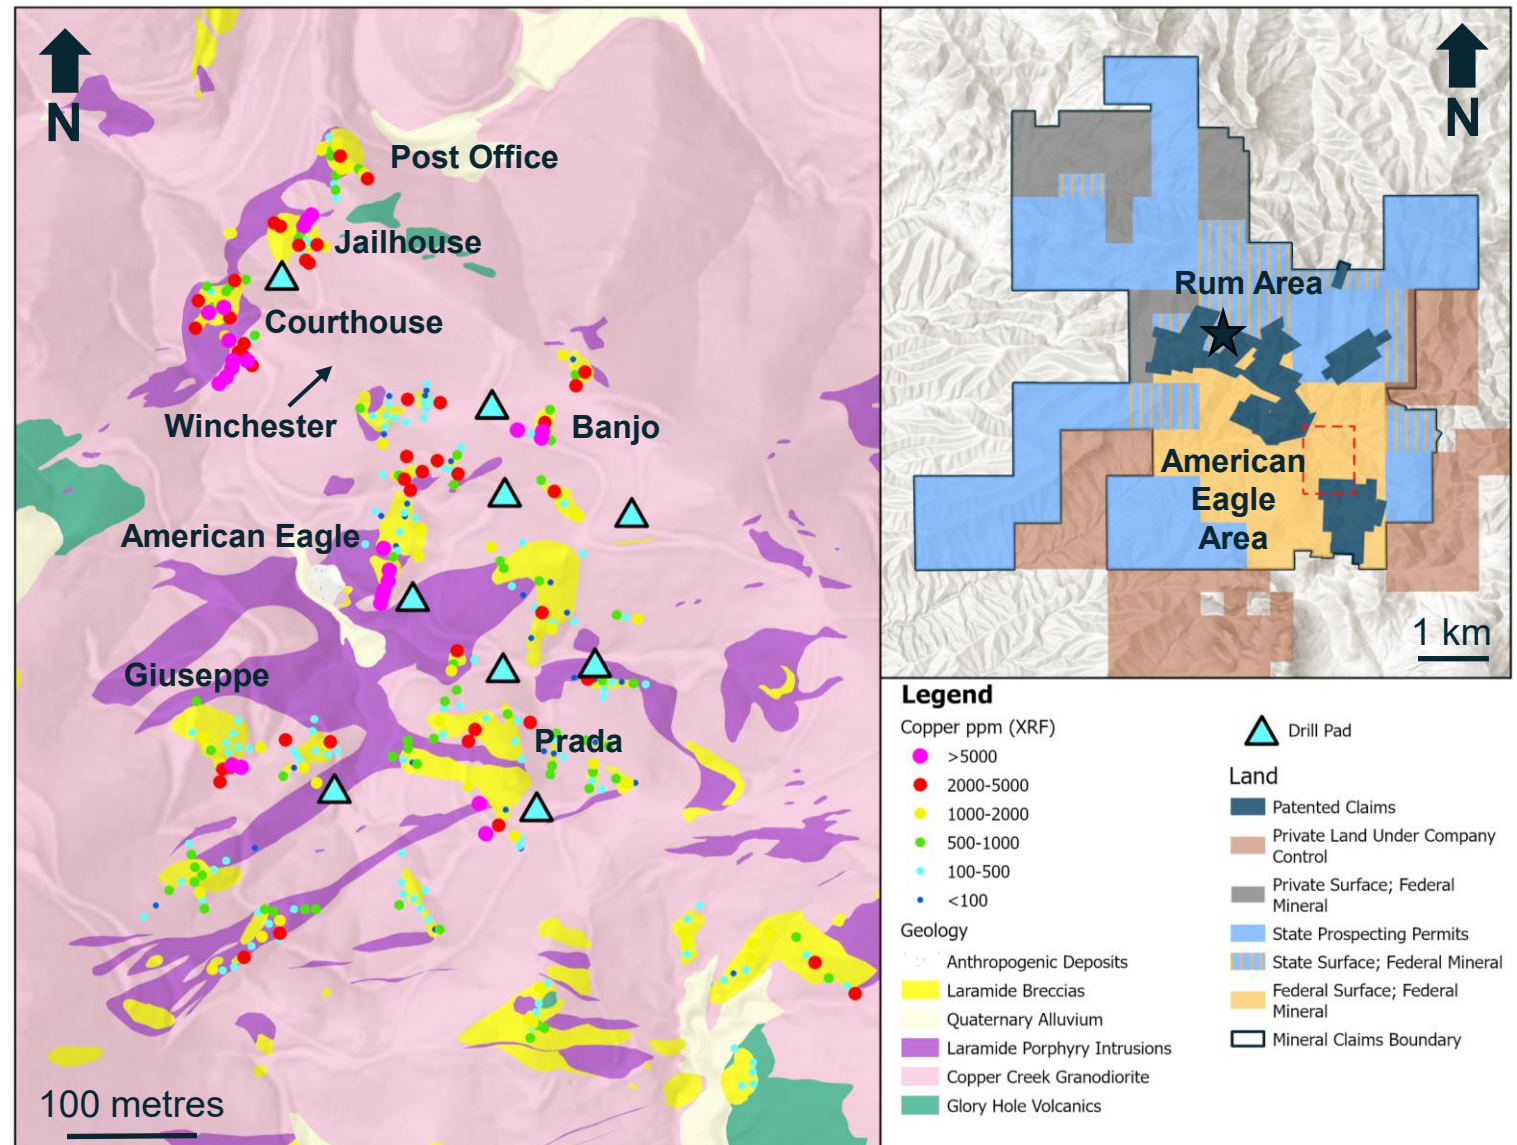 N
Post Office
Jailhouse
Courthouse
Winchester
Banjo
American Eagle
Giuseppe
Prada
100 metres
N
Rum Area
American
Eagle
Area
1 km
Legend
Copper ppm (XRF)
>5000
2000-5000
1000-2000
500-1000
100-500
<100
Geology
Anthropogenic Deposits
Laramide Breccias
Quaternary Alluvium
Laramide Porphyry Intrusions
Copper Creek Granodiorite
Glory Hole Volcanics
Drill Pad
Land
Patented Claims
Private Land Under Company
Control
Private Surface; Federal
Mineral
State Prospecting Permits
State Surface; Federal Mineral
Federal Surface; Federal
Mineral
Mineral Claims Boundary